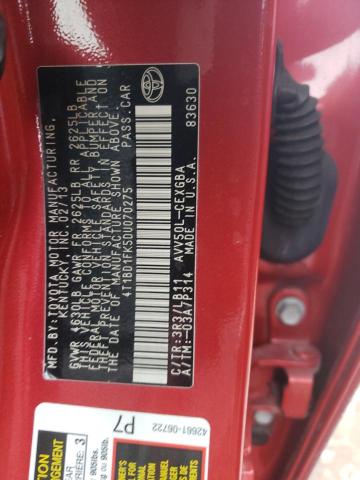 MFD. BY: TOYOTA MOTOR MANUFACTURING,
KENTUCKY, INC. 02/13
GVWR 4630LB GAWR FR 2625LB RR 2625LB
THIS VEHICLE CONFORMS TO ALL APPLICABLE
FEDERAL MOTOR VEHICLE SAFETY, BUMPER, AND
THEFT PREVENTION STANDARDS IN EFFECT ON
THE DATE OF MANUFACTURE SHOWN ABOVE.
4T1BD1FK5DU070275 PASS.CAR
83630
AVV50L-CEXGBA
C/TR: 3R3/LB11 MADE IN U.S.A.
A/TM: -03A/P314
TOYOTA
42661-06722
P7